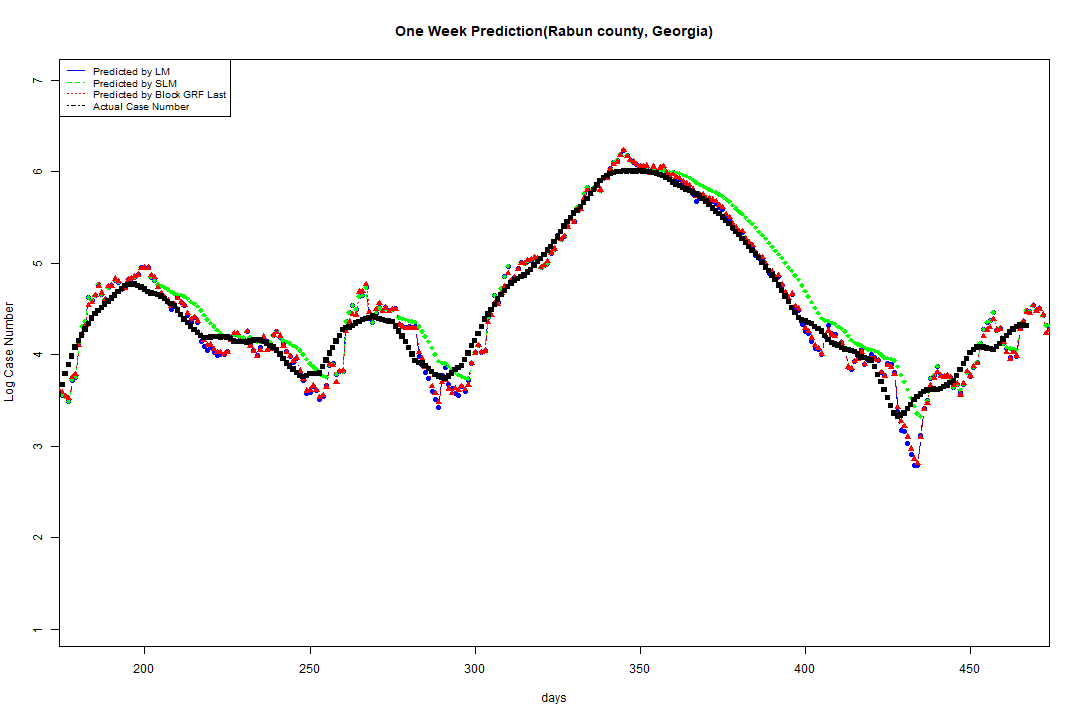 One Week Prediction(Rabun county, Georgia)
Predicted by LM
Predicted by SLM
Predicted by Block GRF Last
Actual Case Number
Log Case Number
7
6
5
4
3
2
1
200 250 300 350 400 450
days